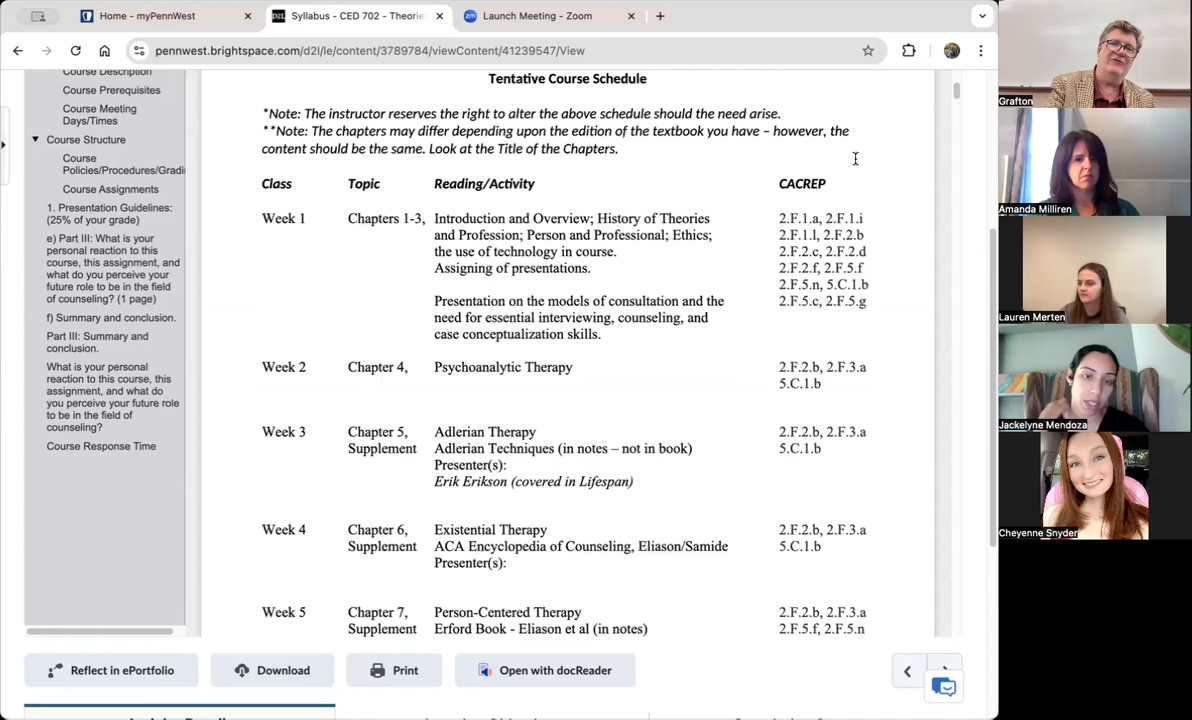 Home - myPennWest
Syllabus - CED 702 - Theorie
Launch Meeting - Zoom
pennwest.brightspace.com/d2l/le/content/3789784/viewContent/41239547/View
Course Description
Course Prerequisites
Course Meeting
Days/Times
Course Structure
Course
Policies/Procedures/Gradi
Course Assignments
1. Presentation Guidelines:
(25% of your grade)
e) Part III: What is your
personal reaction to this
course, this assignment, and
what do you perceive your
future role to be in the field
of counseling? (1 page)
f) Summary and conclusion.
Part III: Summary and
conclusion.
What is your personal
reaction to this course, this
assignment, and what do
you perceive your future role
to be in the field of
counseling?
Course Response Time
Tentative Course Schedule
*Note: The instructor reserves the right to alter the above schedule should the need arise.
**Note: The chapters may differ depending upon the edition of the textbook you have – however, the
content should be the same. Look at the Title of the Chapters.
Class Topic Reading/Activity CACREP
Week 1 Chapters 1-3, Introduction and Overview; History of Theories 2.F.1.a, 2.F.1.i
and Profession; Person and Professional; Ethics; 2.F.1.l, 2.F.2.b
the use of technology in course. 2.F.2.c, 2.F.2.d
Assigning of presentations. 2.F.2.f, 2.F.5.f
2.F.5.n, 5.C.1.b
Presentation on the models of consultation and the 2.F.5.c, 2.F.5.g
need for essential interviewing, counseling, and
case conceptualization skills.
Week 2 Chapter 4, Psychoanalytic Therapy 2.F.2.b, 2.F.3.a
5.C.1.b
Week 3 Chapter 5, Adlerian Therapy 2.F.2.b, 2.F.3.a
Supplement Adlerian Techniques (in notes – not in book) 5.C.1.b
Presenter(s):
Erik Erikson (covered in Lifespan)
Week 4 Chapter 6, Existential Therapy 2.F.2.b, 2.F.3.a
Supplement ACA Encyclopedia of Counseling, Eliason/Samide 5.C.1.b
Presenter(s):
Week 5 Chapter 7, Person-Centered Therapy 2.F.2.b, 2.F.3.a
Supplement Erford Book - Eliason et al (in notes) 2.F.5.f, 2.F.5.n
Reflect in ePortfolio
Download
Print
Open with docReader
Grafton
Amanda Milliren
Lauren Merten
Jackelyne Mendoza
Cheyenne Snyder